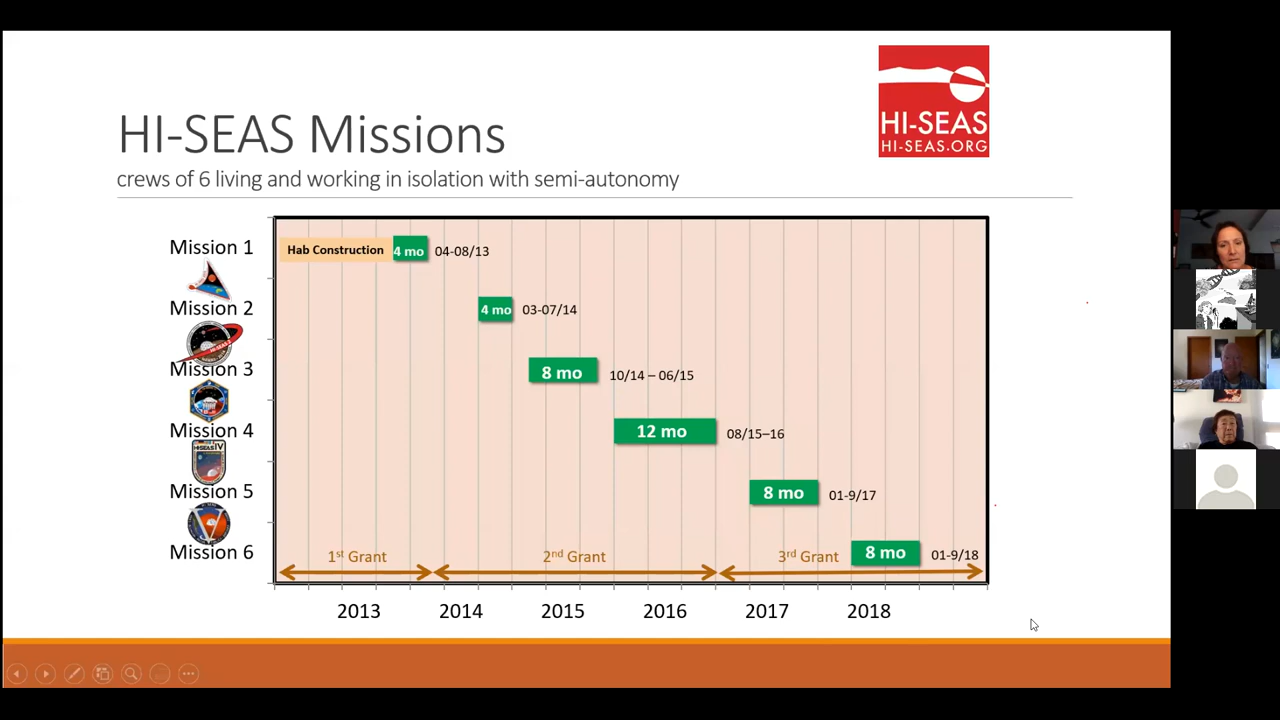 HI-SEAS Missions
crews of 6 living and working in isolation with semi-autonomy
HI-SEAS
HI-SEAS.ORG
Mission 1
Hab Construction
4 mo
04-08/13
Mission 2
4 mo
03-07/14
Mission 3
8 mo
10/14 – 06/15
Mission 4
12 mo
08/15–16
HI-SEAS IV
Mission 5
8 mo
01-9/17
V
Mission 6
8 mo
01-9/18
1st Grant
2nd Grant
3rd Grant
2013 2014 2015 2016 2017 2018